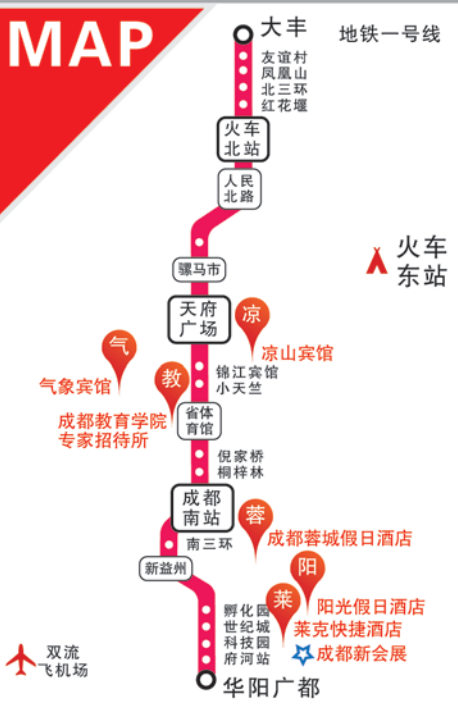 MAP
大丰
地铁一号线
友谊村
凤凰山
北三环
红花堰
火车
北站
人民
北路
火车
东站
骡马市
天府
广场
凉
凉山宾馆
气
气象宾馆
锦江宾馆
小天竺
教
成都教育学院
专家招待所
省体
育馆
倪家桥
桐梓林
成都
南站
蓉
成都蓉城假日酒店
南三环
新益州
阳
阳光假日酒店
莱
莱克快捷酒店
孵化园
世纪城
科技园
府河站
成都新会展
双流
飞机场
华阳广都